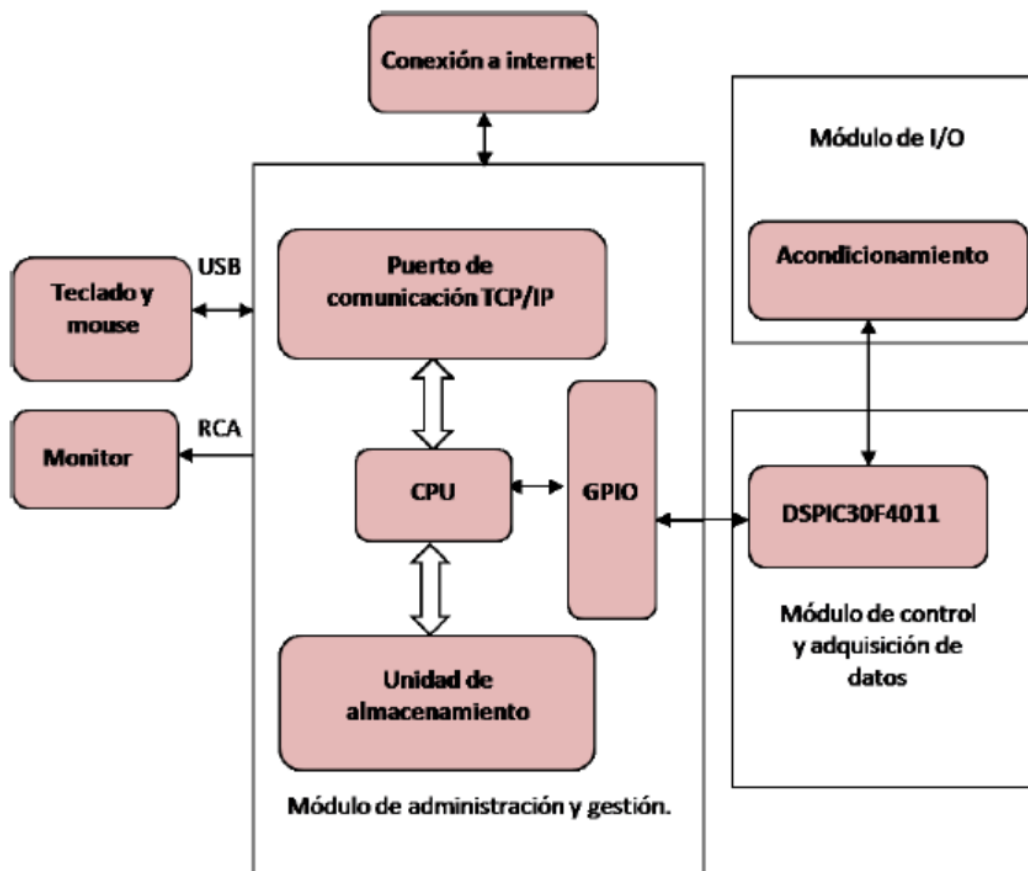 Conexión a internet
Módulo de I/O
Acondicionamiento
USB
Teclado y
mouse
Puerto de
comunicación TCP/IP
RCA
Monitor
CPU
GPIO
DSPIC30F4011
Módulo de control
y adquisición de
datos
Unidad de
almacenamiento
Módulo de administración y gestión.